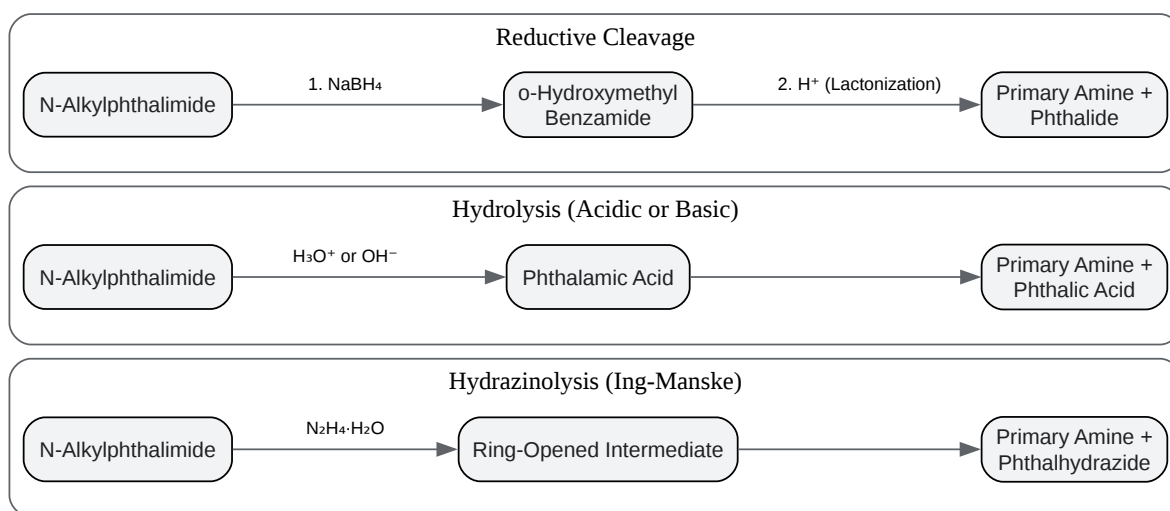 Reductive Cleavage
N-Alkylphthalimide
1. NaBH₄
o-Hydroxymethyl
Benzamide
2. H⁺ (Lactonization)
Primary Amine +
Phthalide
Hydrolysis (Acidic or Basic)
N-Alkylphthalimide
H₃O⁺ or OH⁻
Phthalamic Acid
Primary Amine +
Phthalic Acid
Hydrazinolysis (Ing-Manske)
N-Alkylphthalimide
N₂H₄·H₂O
Ring-Opened Intermediate
Primary Amine +
Phthalhydrazide